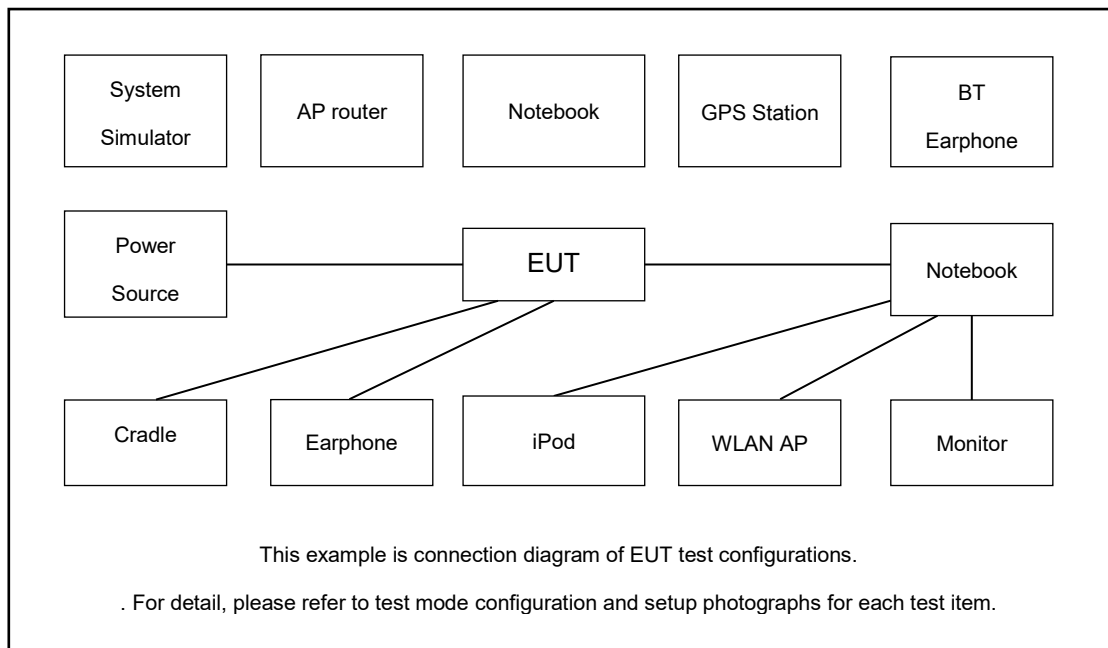 System
Simulator
AP router
Notebook
GPS Station
BT
Earphone
Power
Source
EUT
Notebook
Cradle
Earphone
iPod
WLAN AP
Monitor
This example is connection diagram of EUT test configurations.
. For detail, please refer to test mode configuration and setup photographs for each test item.